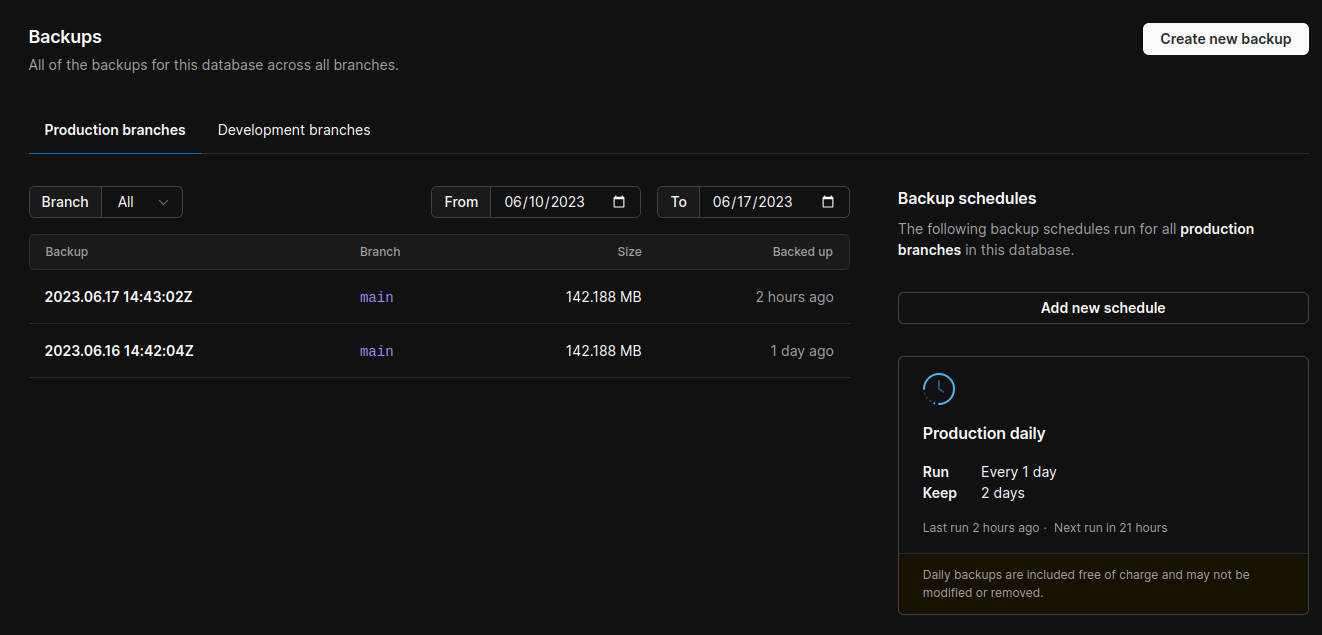 Backups
Create new backup
All of the backups for this database across all branches.
Production branches
Development branches
Branch
All
From
06/10/2023
To
06/17/2023
Backup
Branch
Size
Backed up
2023.06.17 14:43:02Z
main
142.188 MB
2 hours ago
2023.06.16 14:42:04Z
main
142.188 MB
1 day ago
Backup schedules
The following backup schedules run for all production
branches in this database.
Add new schedule
Production daily
Run Every 1 day
Keep 2 days
Last run 2 hours ago · Next run in 21 hours
Daily backups are included free of charge and may not be
modified or removed.